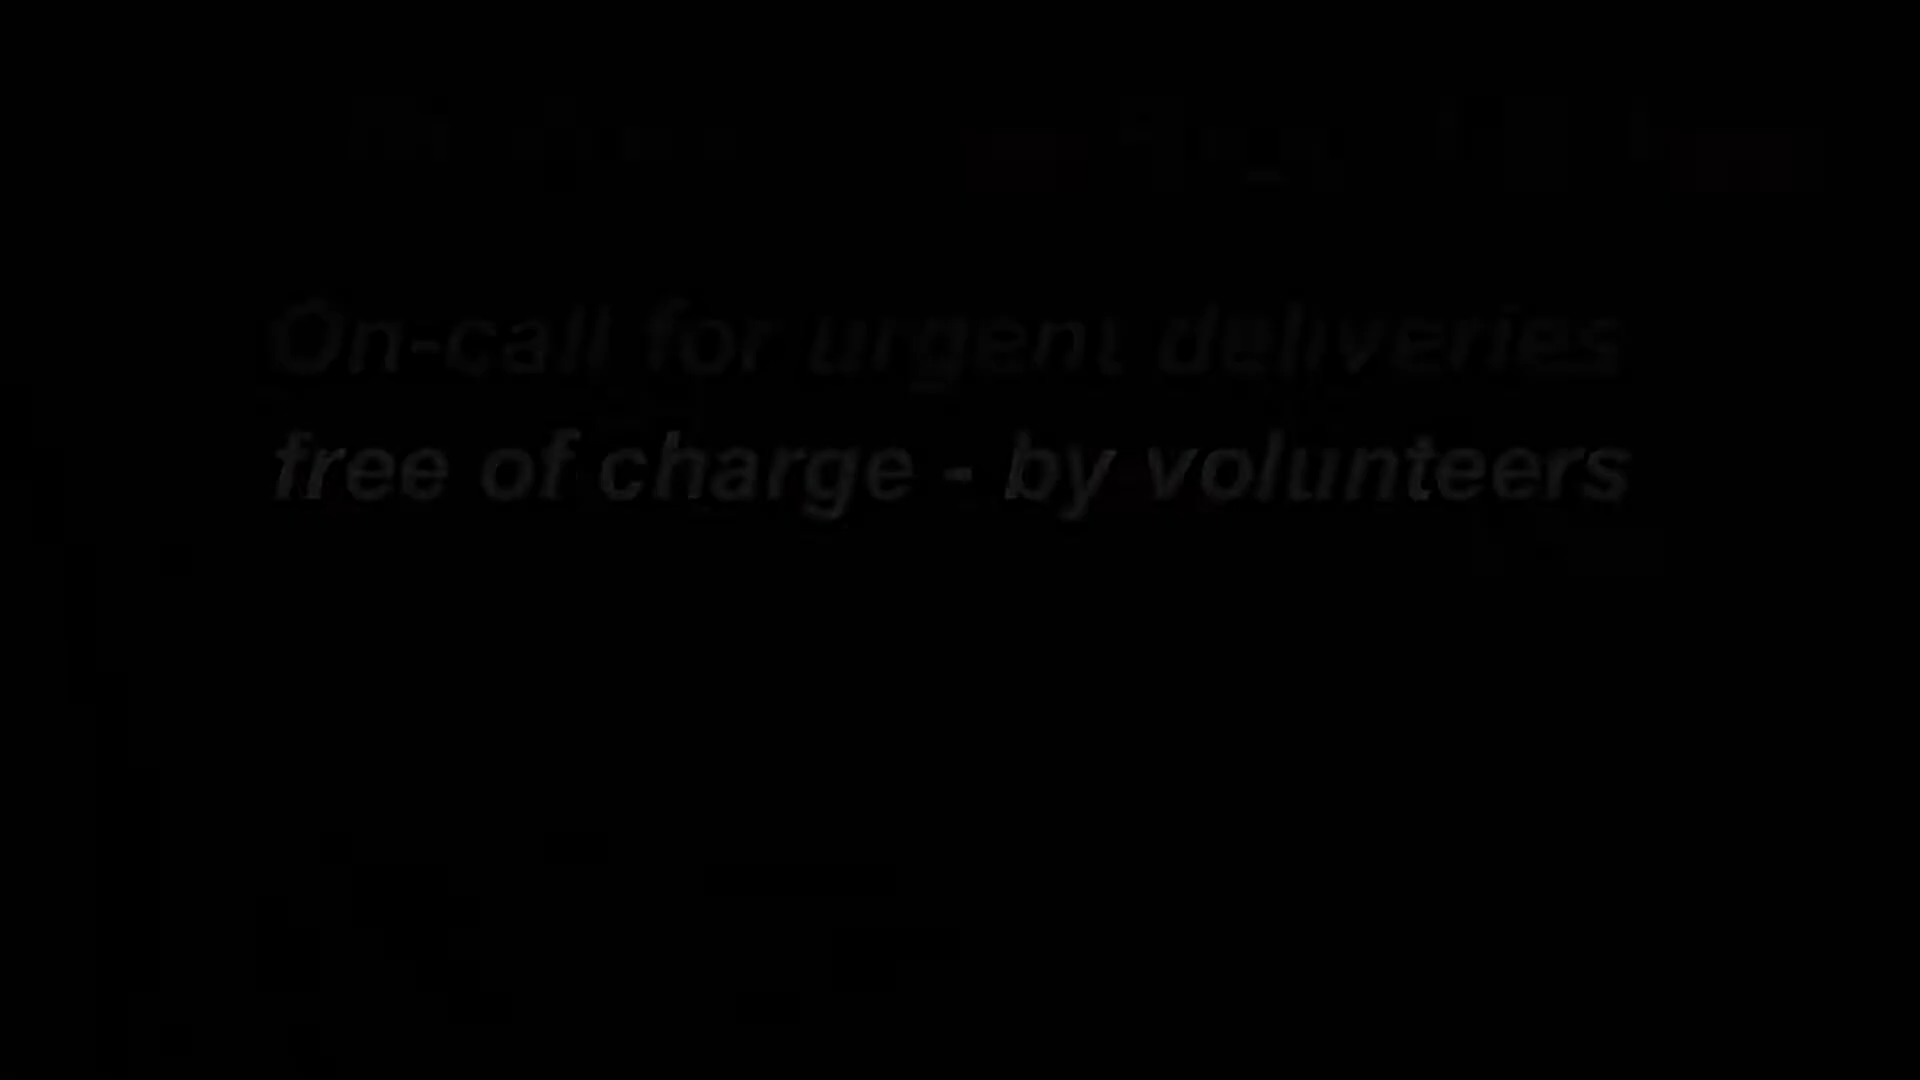 On-call for urgent deliveries
free of charge - by volunteers